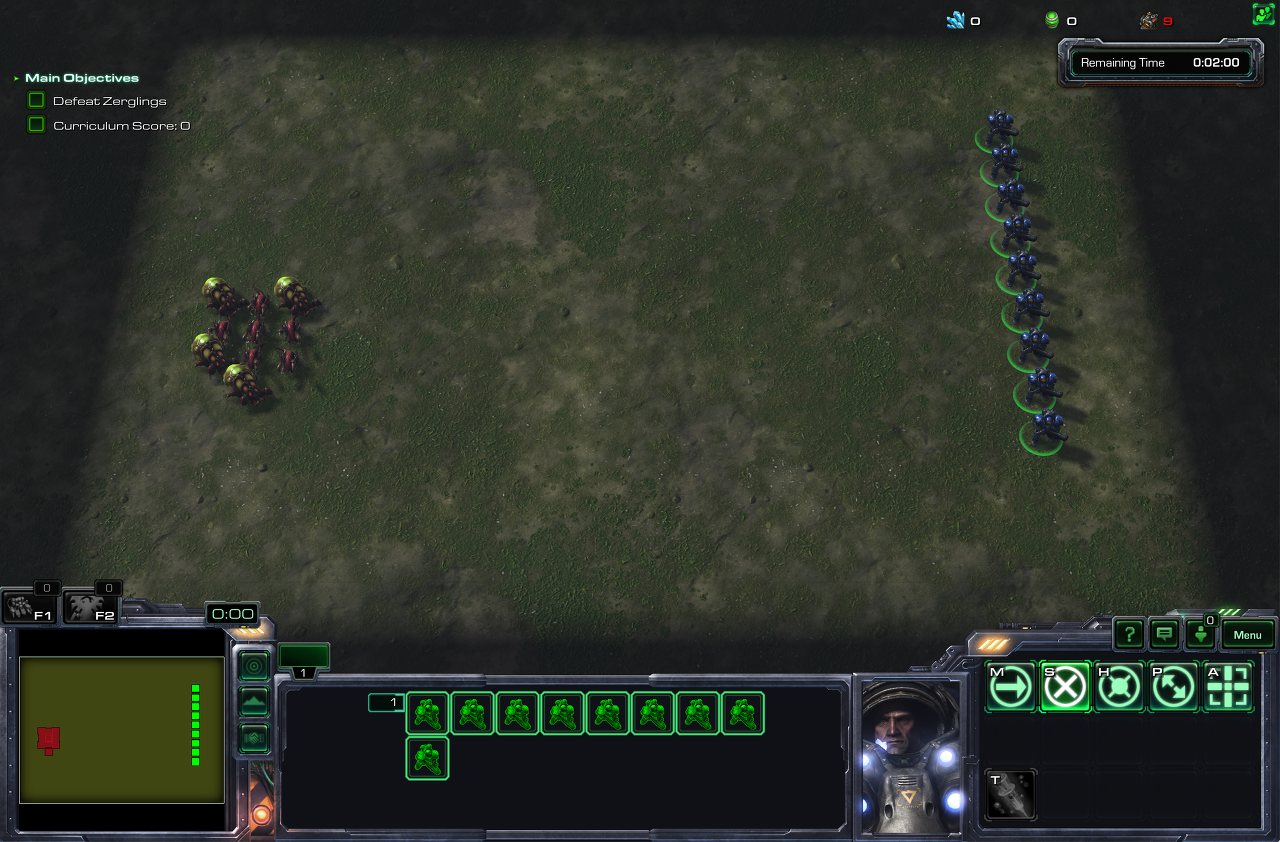 0 0 9
Remaining Time 0:02:00
Main Objectives
Defeat Zerglings
Curriculum Score: 0
0 0
F1 F2
0:00
0
? Menu
1
1
M S H P A
T